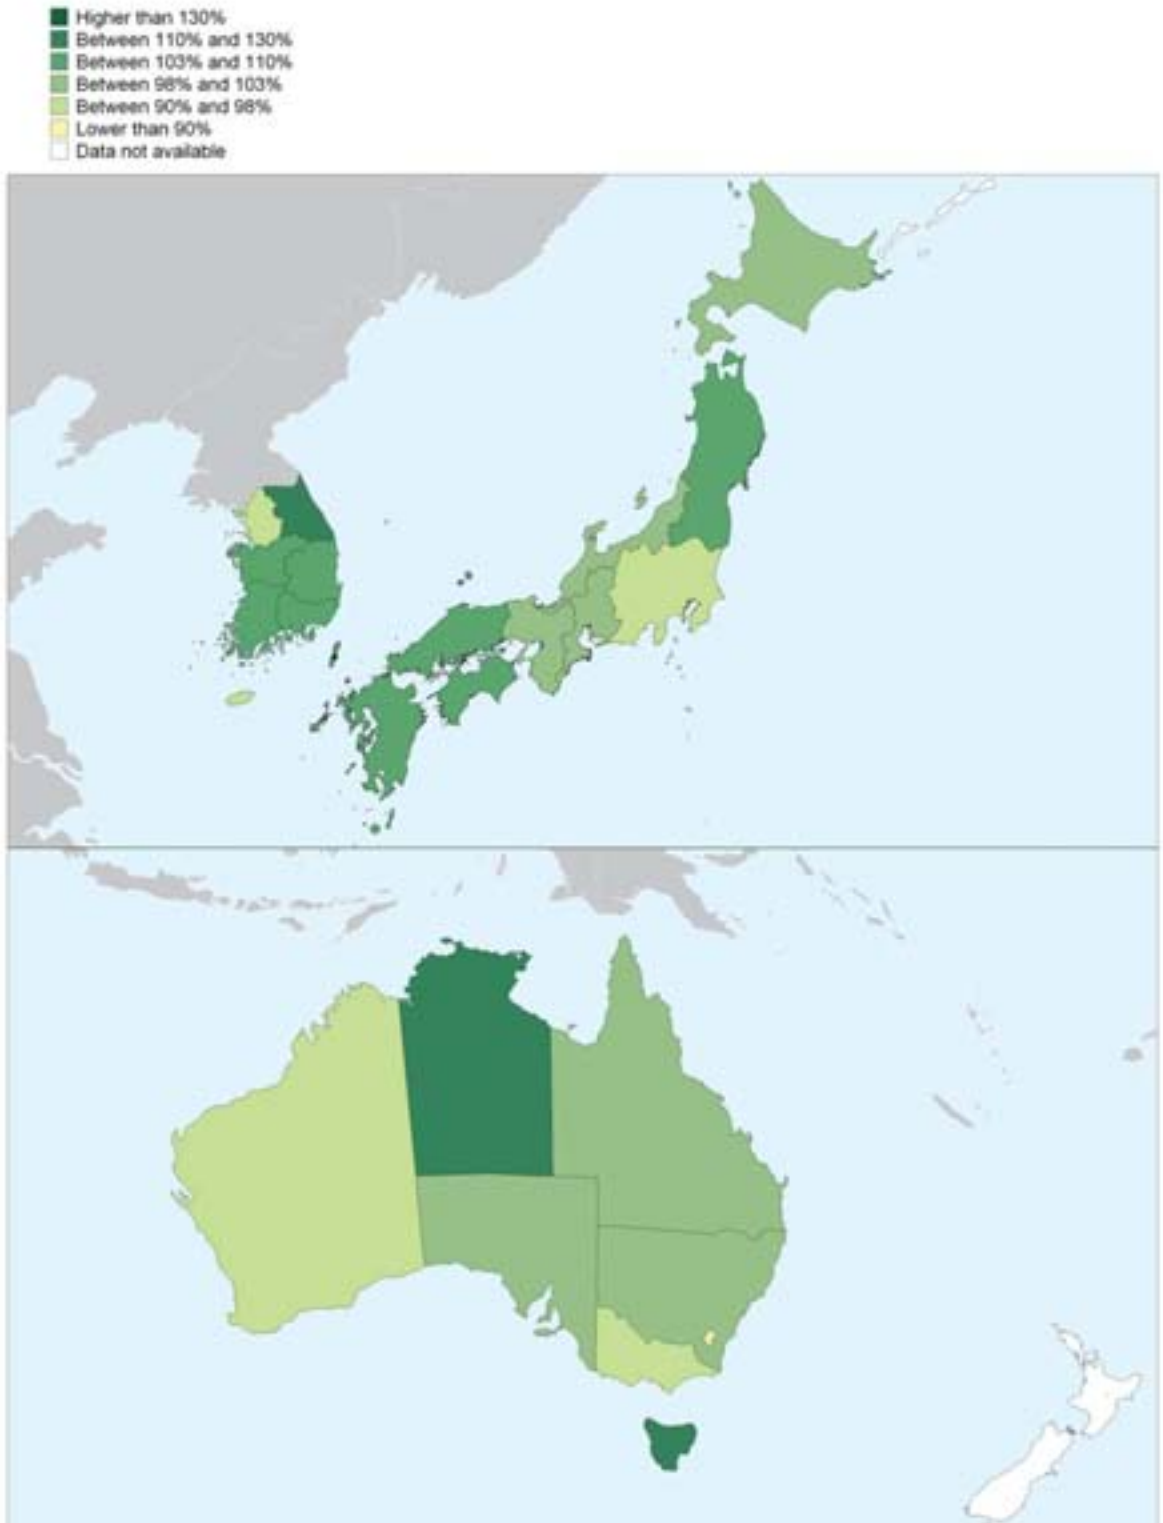 Higher than 130%
Between 110% and 130%
Between 103% and 110%
Between 98% and 103%
Between 90% and 98%
Lower than 90%
Data not available